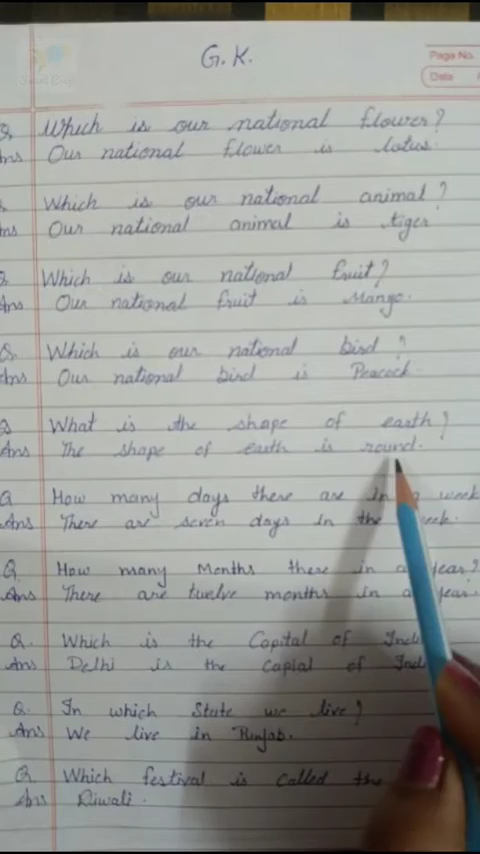 G.K.
Page No.
Date
Q. Which is our national flower?
Ans Our national flower is lotus.
Q. Which is our national animal?
Ans Our national animal is tiger
Q. Which is our national fruit?
Ans Our national fruit is Mango.
Q. Which is our national bird?
Ans Our national bird is Peacock.
Q What is the shape of earth?
Ans The shape of earth is round.
Q How many days there are in a week
Ans There are seven days in the week.
Q. How many Months there in a year?
Ans There are twelve months in a year.
Q. Which is the Capital of
Ans Delhi is the Capial of
Q. In which State we live?
Ans We live in Punjab.
Q Which festival is called the
Ans Diwali.